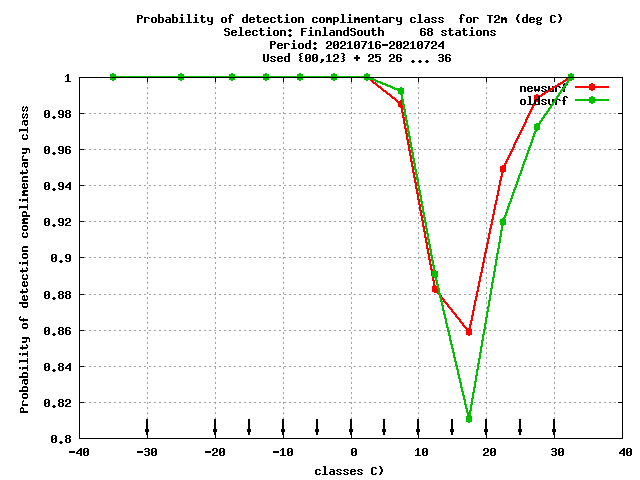 Probability of detection complimentary class  for T2m (deg C)
Selection: FinlandSouth     68 stations
Period: 20210716-20210724
Used {00,12} + 25 26 ... 36
newsurf
oldsurf
1
0.98
0.96
0.94
0.92
0.9
0.88
0.86
0.84
0.82
0.8
Probability of detection complimentary class
-40 -30 -20 -10 0 10 20 30 40
classes C)